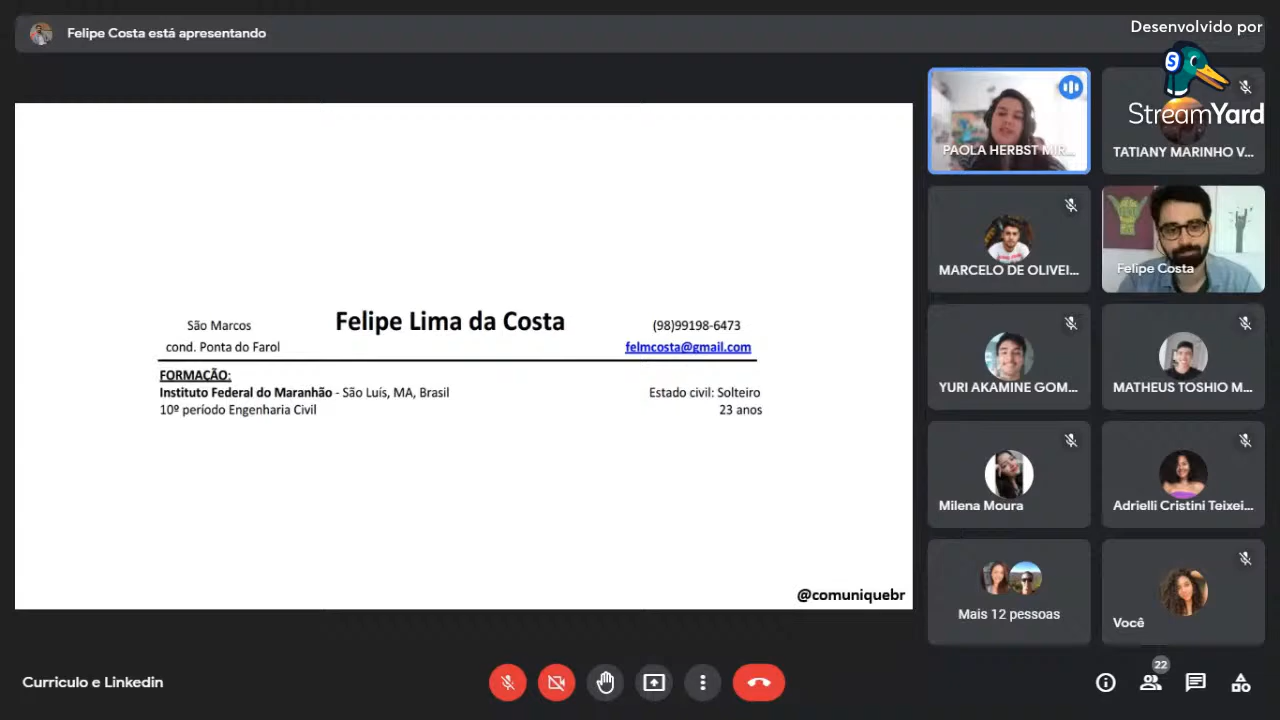 Felipe Costa está apresentando
Desenvolvido por
StreamYard
São Marcos
Felipe Lima da Costa
(98)99198-6473
cond. Ponta do Farol
felmcosta@gmail.com
FORMAÇÃO:
Instituto Federal do Maranhão - São Luís, MA, Brasil
Estado civil: Solteiro
10º período Engenharia Civil
23 anos
@comuniquebr
PAOLA HERBST MIR...
TATIANY MARINHO V...
MARCELO DE OLIVEI...
Felipe Costa
YURI AKAMINE GOM...
MATHEUS TOSHIO M...
Milena Moura
Adrielli Cristini Teixei...
Mais 12 pessoas
Você
Curriculo e Linkedin
22